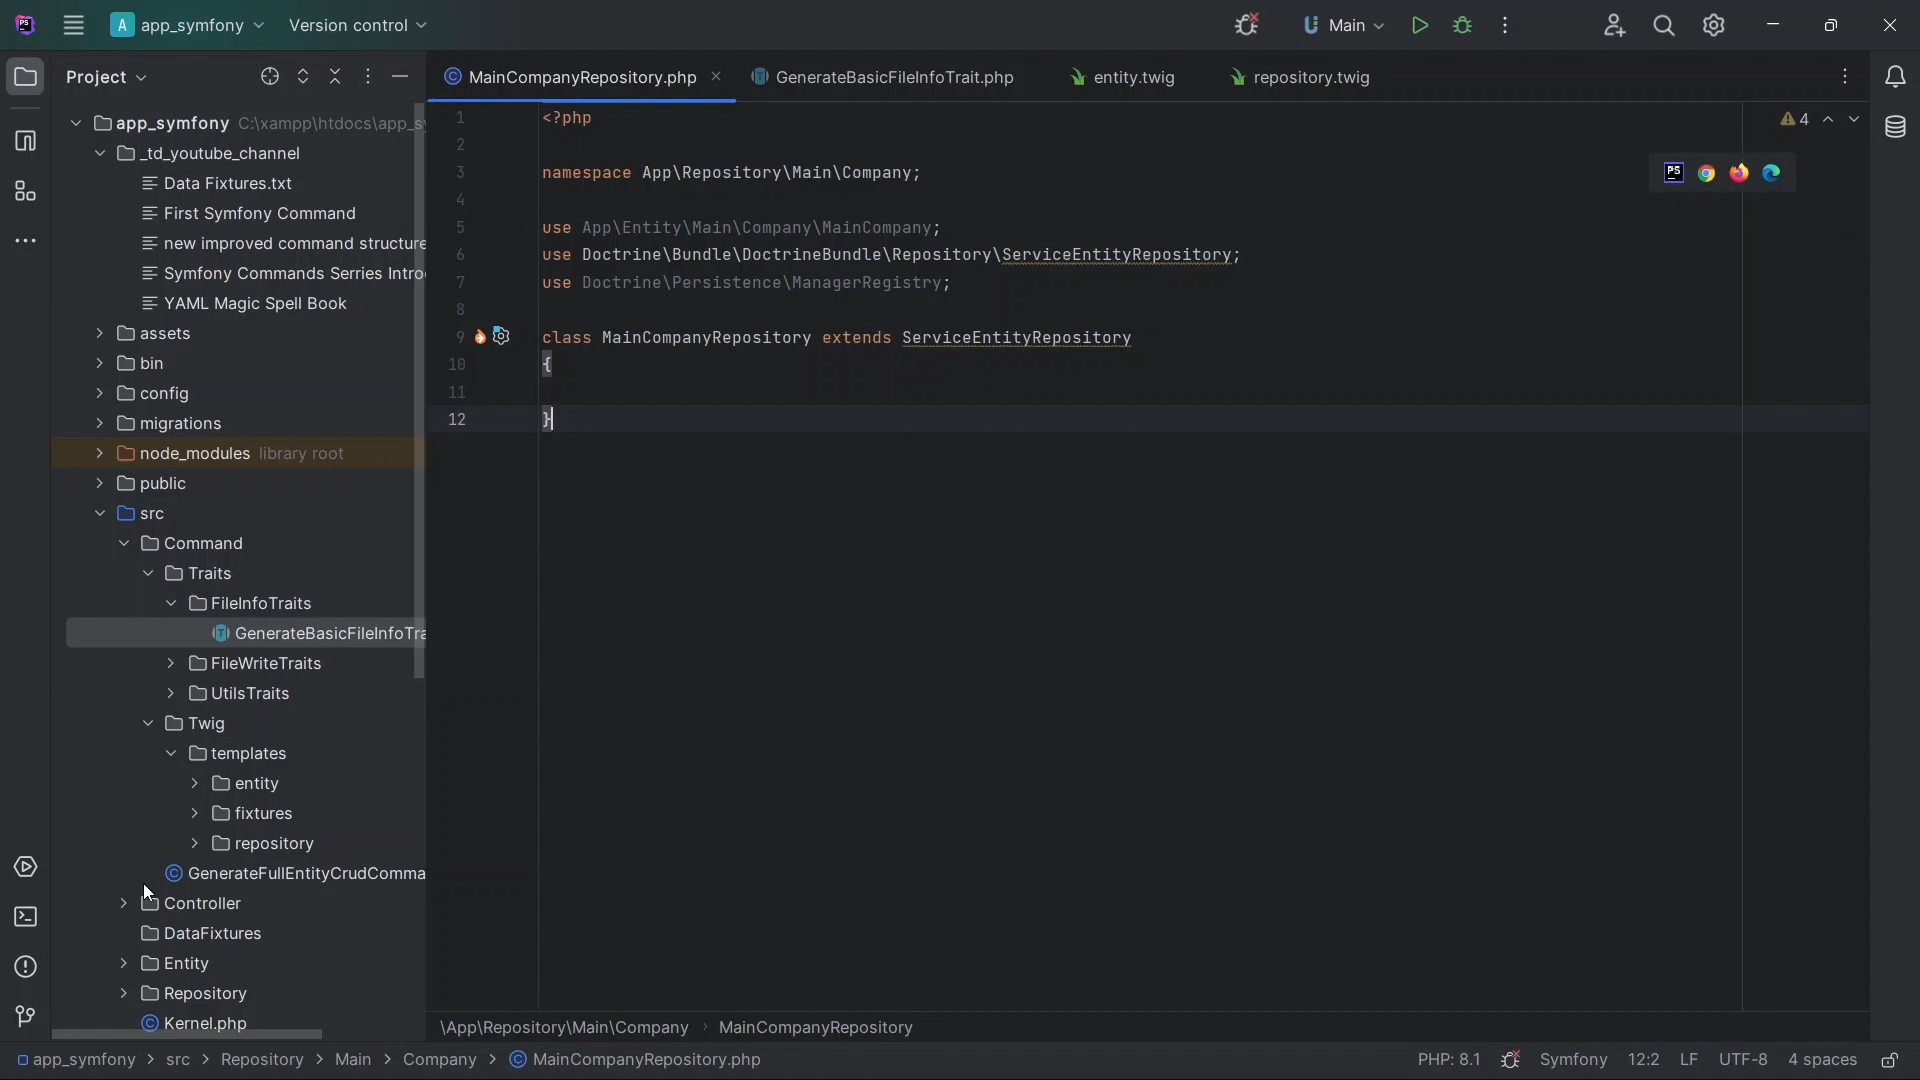 PS
A app_symfony
Version control
Main
Project
MainCompanyRepository.php
GenerateBasicFileInfoTrait.php
entity.twig
repository.twig
app_symfony C:\xampp\htdocs\app_s
_td_youtube_channel
Data Fixtures.txt
First Symfony Command
new improved command structure
Symfony Commands Serries Intro
YAML Magic Spell Book
assets
bin
config
migrations
node_modules library root
public
src
Command
Traits
FileInfoTraits
GenerateBasicFileInfoTra
FileWriteTraits
UtilsTraits
Twig
templates
entity
fixtures
repository
GenerateFullEntityCrudComma
Controller
DataFixtures
Entity
Repository
Kernel.php
1 <?php
2
3 namespace App\Repository\Main\Company;
4
5 use App\Entity\Main\Company\MainCompany;
6 use Doctrine\Bundle\DoctrineBundle\Repository\ServiceEntityRepository;
7 use Doctrine\Persistence\ManagerRegistry;
8
9 class MainCompanyRepository extends ServiceEntityRepository
10 {
11
12 }
4
PS
\App\Repository\Main\Company › MainCompanyRepository
app_symfony > src > Repository > Main > Company > MainCompanyRepository.php
PHP: 8.1 Symfony 12:2 LF UTF-8 4 spaces